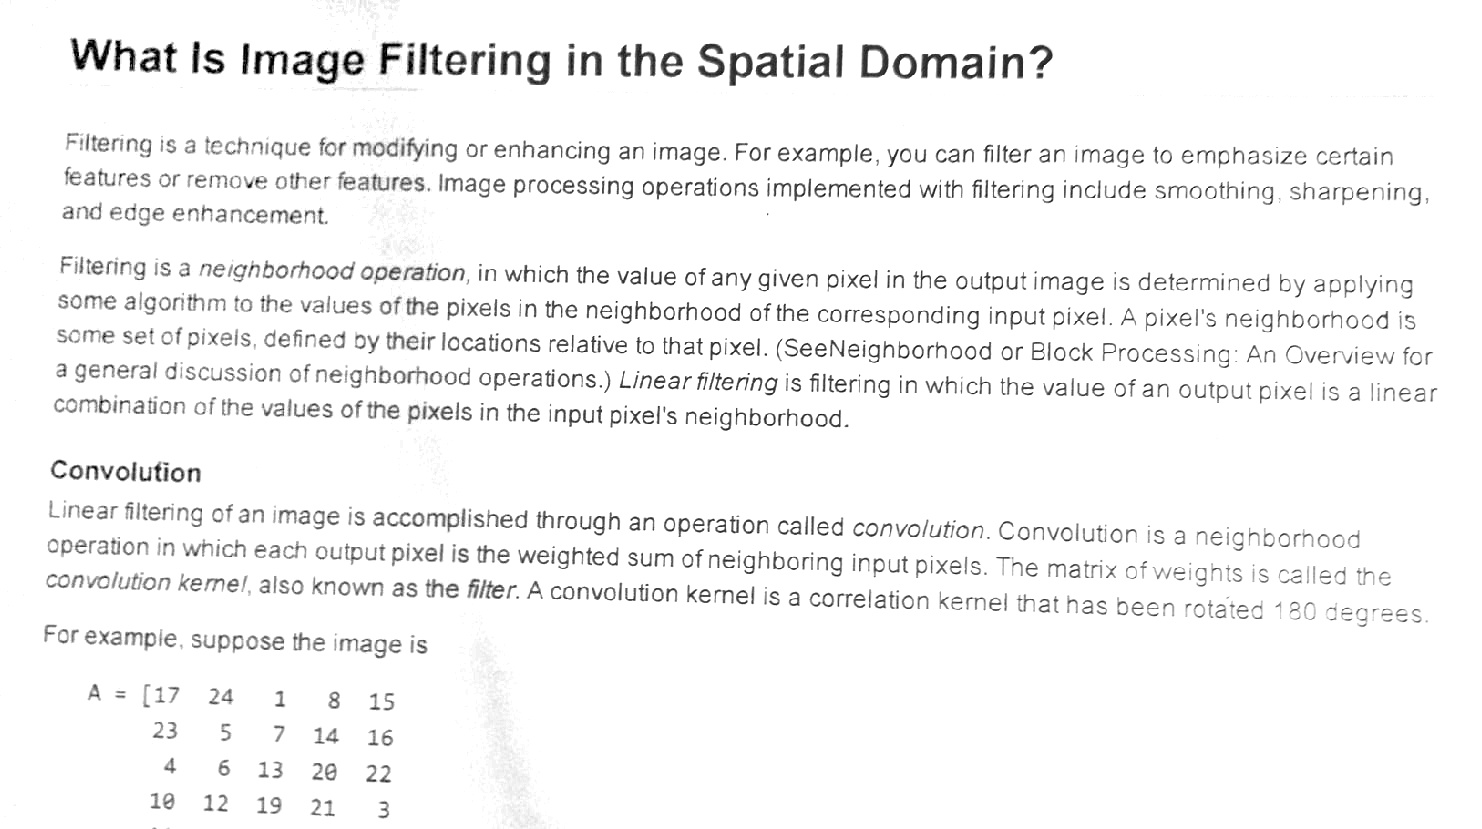 What Is Image Filtering in the Spatial Domain?
Filtering is a technique for modifying or enhancing an image. For example, you can filter an image to emphasize certain
features or remove other features. Image processing operations implemented with filtering include smoothing, sharpening,
and edge enhancement.
Filtering is a neighborhood operation, in which the value of any given pixel in the output image is determined by applying
some algorithm to the values of the pixels in the neighborhood of the corresponding input pixel. A pixel's neighborhood is
some set of pixels, defined by their locations relative to that pixel. (SeeNeighborhood or Block Processing: An Overview for
a general discussion of neighborhood operations.) Linear filtering is filtering in which the value of an output pixel is a linear
combination of the values of the pixels in the input pixel's neighborhood.
Convolution
Linear filtering of an image is accomplished through an operation called convolution. Convolution is a neighborhood
operation in which each output pixel is the weighted sum of neighboring input pixels. The matrix of weights is called the
convolution kernel, also known as the filter. A convolution kernel is a correlation kernel that has been rotated 180 degrees.
For example, suppose the image is
A = [17 24 1 8 15
23 5 7 14 16
4 6 13 20 22
10 12 19 21 3